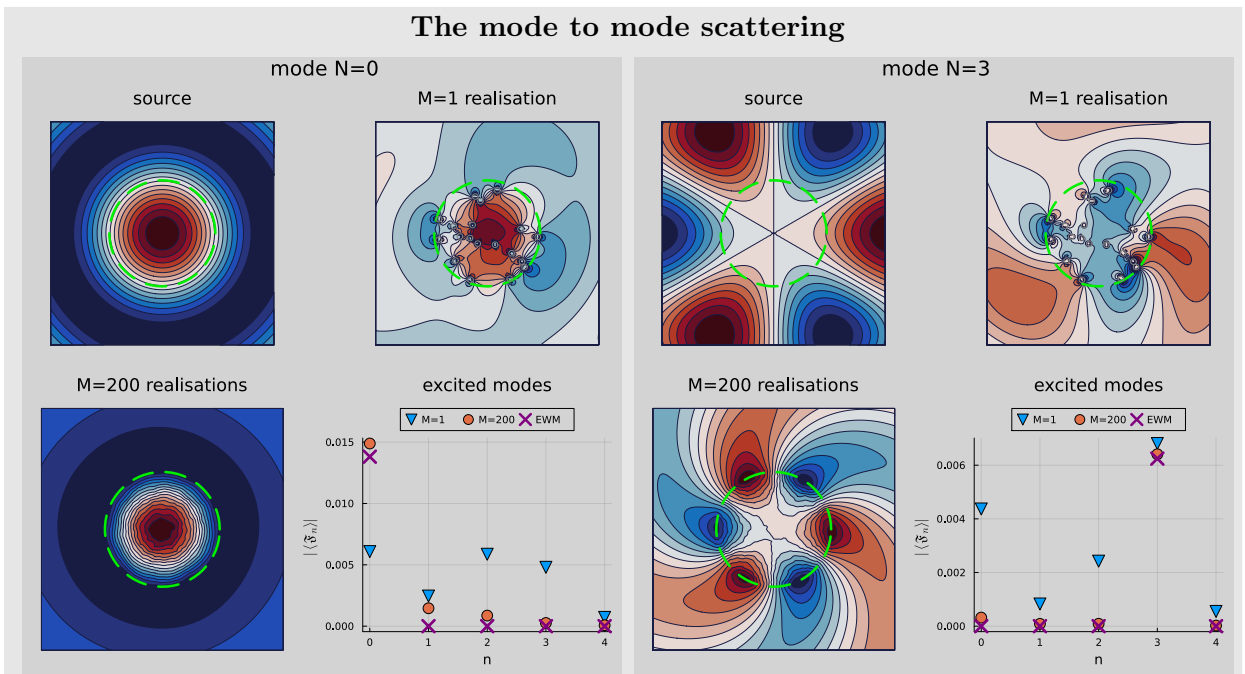 The mode to mode scattering
mode N=0
source
M=1 realisation
M=200 realisations
excited modes
M=1 M=200 EWM
0.015
0.010
0.005
0.000
|⟨𝔉ₙ⟩|
0 1 2 3 4
n
mode N=3
source
M=1 realisation
M=200 realisations
excited modes
M=1 M=200 EWM
0.006
0.004
0.002
0.000
|⟨𝔉ₙ⟩|
0 1 2 3 4
n